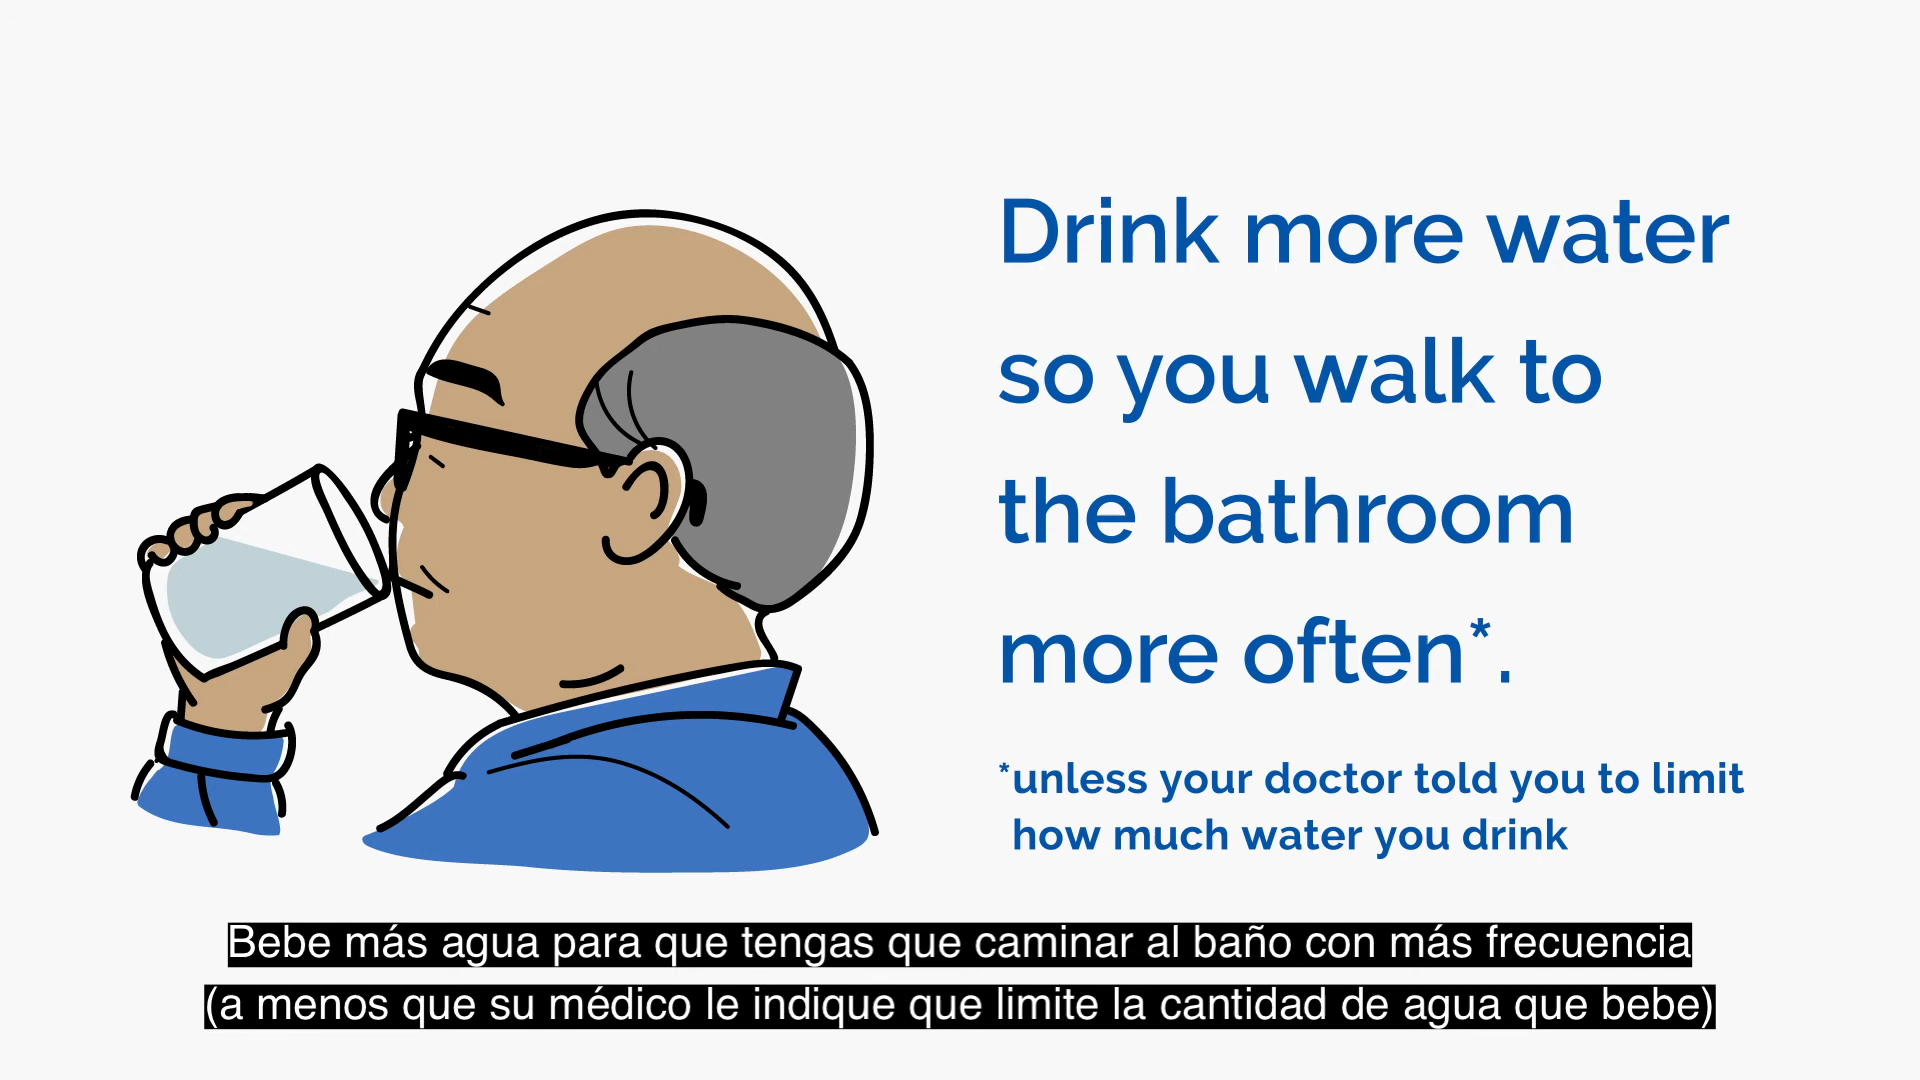 Drink more water
so you walk to
the bathroom
more often*.
*unless your doctor told you to limit
how much water you drink
Bebe más agua para que tengas que caminar al baño con más frecuencia
(a menos que su médico le indique que limite la cantidad de agua que bebe)